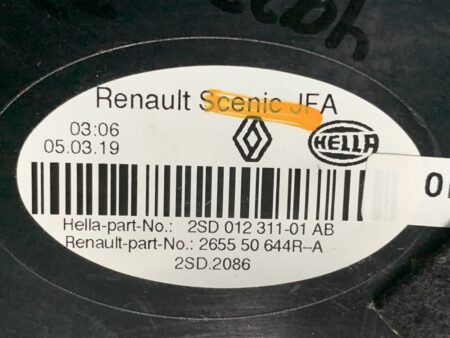 Renault Scenic JFA
03:06
05.03.19
HELLA
Hella-part-No.: 2SD 012 311-01 AB
Renault-part-No.: 2655 50 644R--A
2SD.2086